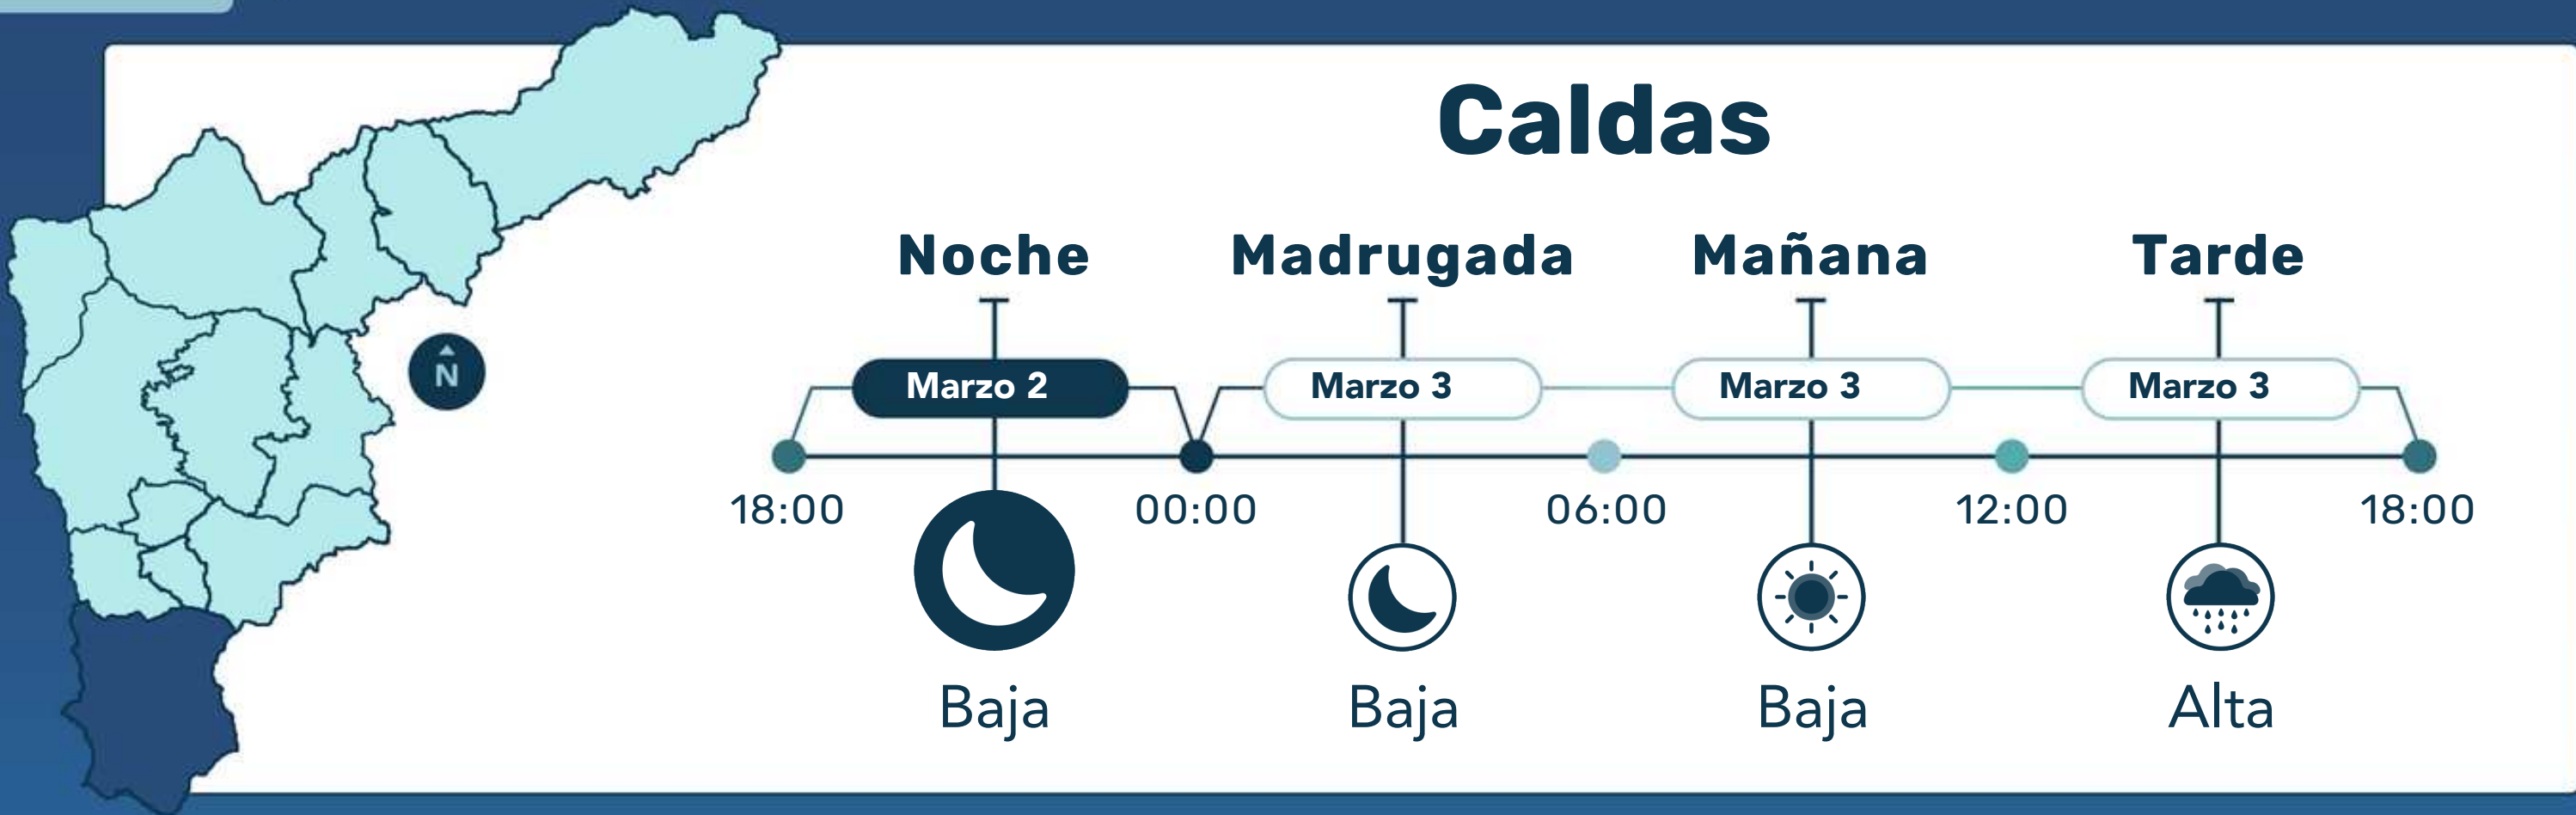 Caldas
Noche Madrugada Mañana Tarde
N
Marzo 2 Marzo 3 Marzo 3 Marzo 3
18:00 00:00 06:00 12:00 18:00
Baja Baja Baja Alta